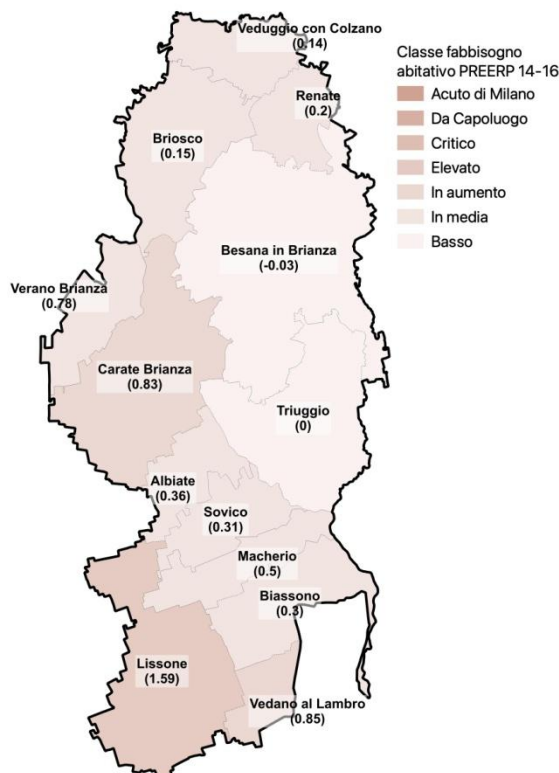 Veduggio con Colzano
(0.14)
Renate
(0.2)
Briosco
(0.15)
Besana in Brianza
(-0.03)
Verano Brianza
(0.78)
Carate Brianza
(0.83)
Triuggio
(0)
Albiate
(0.36)
Sovico
(0.31)
Macherio
(0.5)
Biassono
(0.3)
Lissone
(1.59)
Vedano al Lambro
(0.85)
Classe fabbisogno
abitativo PREERP 14-16
Acuto di Milano
Da Capoluogo
Critico
Elevato
In aumento
In media
Basso